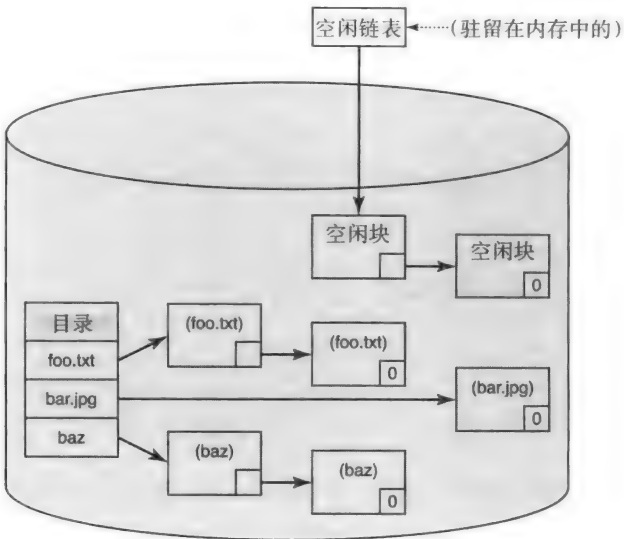 空闲链表
(驻留在内存中的)
空闲块
空闲块
0
目录
foo.txt
bar.jpg
baz
(foo.txt)
(foo.txt)
0
(bar.jpg)
0
(baz)
(baz)
0